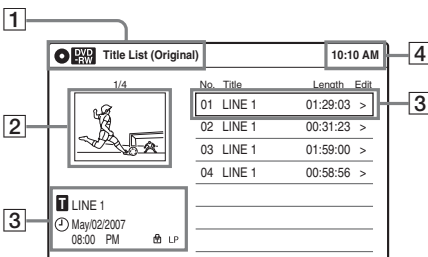 1
DVD -RW Title List (Original) 10:10 AM 4
1/4 No. Title Length Edit
01 LINE 1 01:29:03 > 3
2 02 LINE 1 00:31:23 >
03 LINE 1 01:59:00 >
04 LINE 1 00:58:56 >
3 T LINE 1
May/02/2007
08:00 PM LP